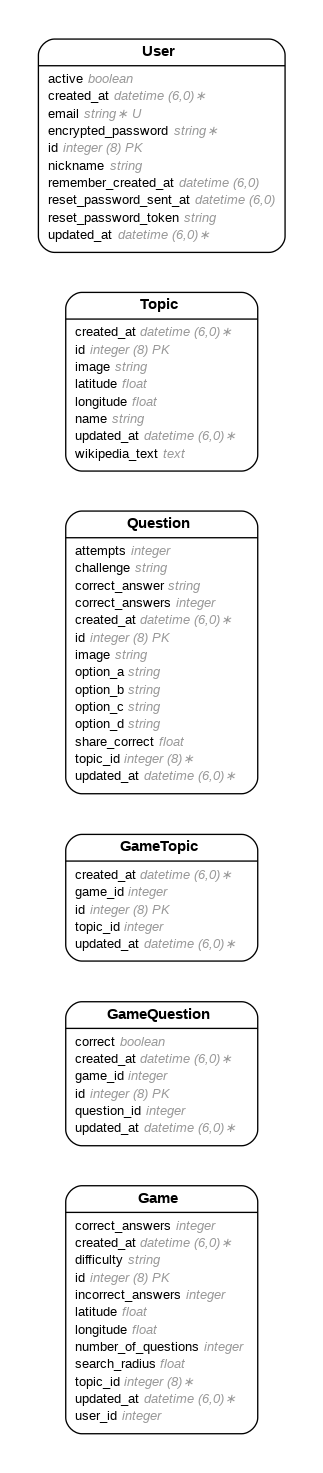 User
active boolean
created_at datetime (6,0)∗
email string∗ U
encrypted_password string∗
id integer (8) PK
nickname string
remember_created_at datetime (6,0)
reset_password_sent_at datetime (6,0)
reset_password_token string
updated_at datetime (6,0)∗
Topic
created_at datetime (6,0)∗
id integer (8) PK
image string
latitude float
longitude float
name string
updated_at datetime (6,0)∗
wikipedia_text text
Question
attempts integer
challenge string
correct_answer string
correct_answers integer
created_at datetime (6,0)∗
id integer (8) PK
image string
option_a string
option_b string
option_c string
option_d string
share_correct float
topic_id integer (8)∗
updated_at datetime (6,0)∗
GameTopic
created_at datetime (6,0)∗
game_id integer
id integer (8) PK
topic_id integer
updated_at datetime (6,0)∗
GameQuestion
correct boolean
created_at datetime (6,0)∗
game_id integer
id integer (8) PK
question_id integer
updated_at datetime (6,0)∗
Game
correct_answers integer
created_at datetime (6,0)∗
difficulty string
id integer (8) PK
incorrect_answers integer
latitude float
longitude float
number_of_questions integer
search_radius float
topic_id integer (8)∗
updated_at datetime (6,0)∗
user_id integer